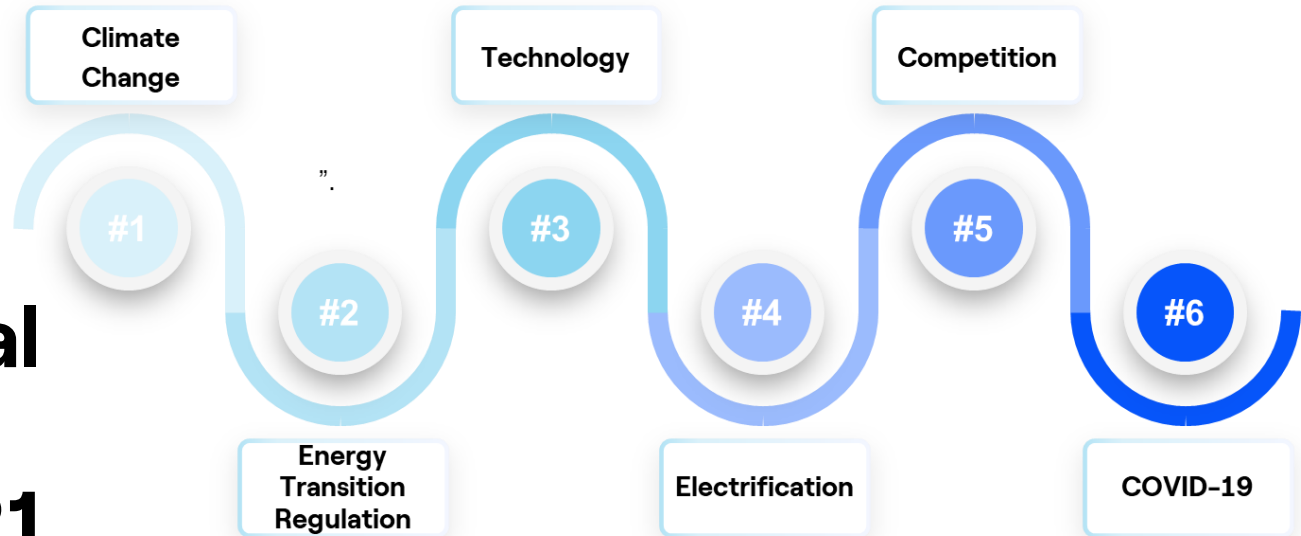 Climate
Change
Technology
Competition
”.
#1
#3
#5
#2
#4
#6
al
Energy
Transition
Regulation
Electrification
COVID-19